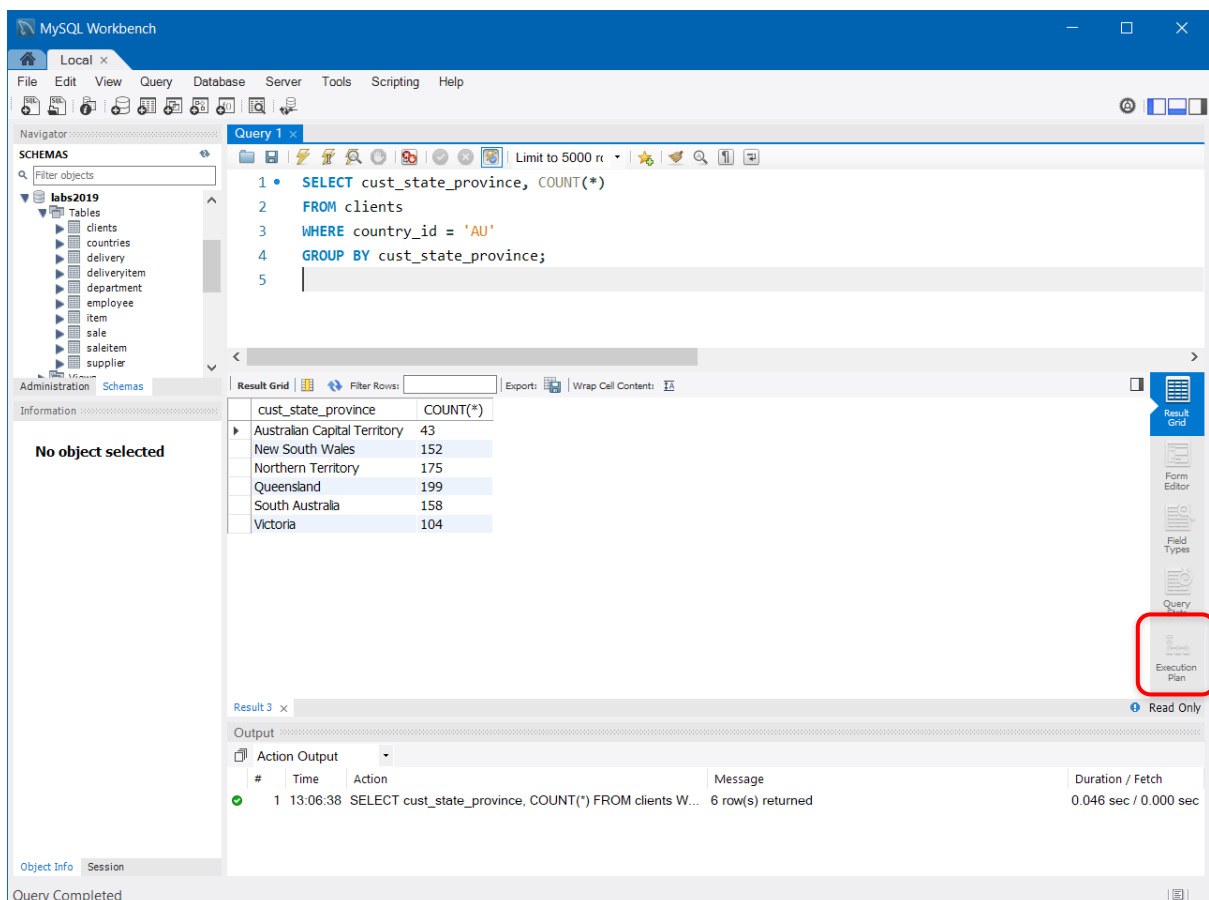 MySQL Workbench
Local
File Edit View Query Database Server Tools Scripting Help
Navigator
SCHEMAS
Filter objects
labs2019
Tables
clients
countries
delivery
deliveryitem
department
employee
item
sale
saleitem
supplier
Views
Administration Schemas
Information
No object selected
Object Info Session
Query Completed
Query 1
Limit to 5000 rc
1 SELECT cust_state_province, COUNT(*)
2 FROM clients
3 WHERE country_id = 'AU'
4 GROUP BY cust_state_province;
5
Result Grid Filter Rows: Export: Wrap Cell Content:
cust_state_province COUNT(*)
Australian Capital Territory 43
New South Wales 152
Northern Territory 175
Queensland 199
South Australia 158
Victoria 104
Result
Grid
Form
Editor
Field
Types
Query
Stats
Execution
Plan
Result 3 Read Only
Output
Action Output
# Time Action Message Duration / Fetch
1 13:06:38 SELECT cust_state_province, COUNT(*) FROM clients W... 6 row(s) returned 0.046 sec / 0.000 sec